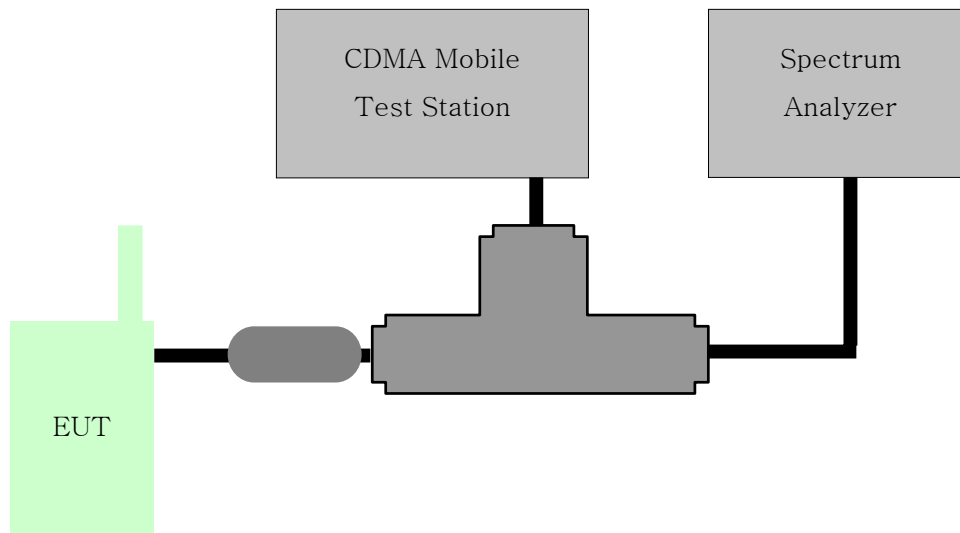 CDMA Mobile
Test Station
Spectrum
Analyzer
EUT